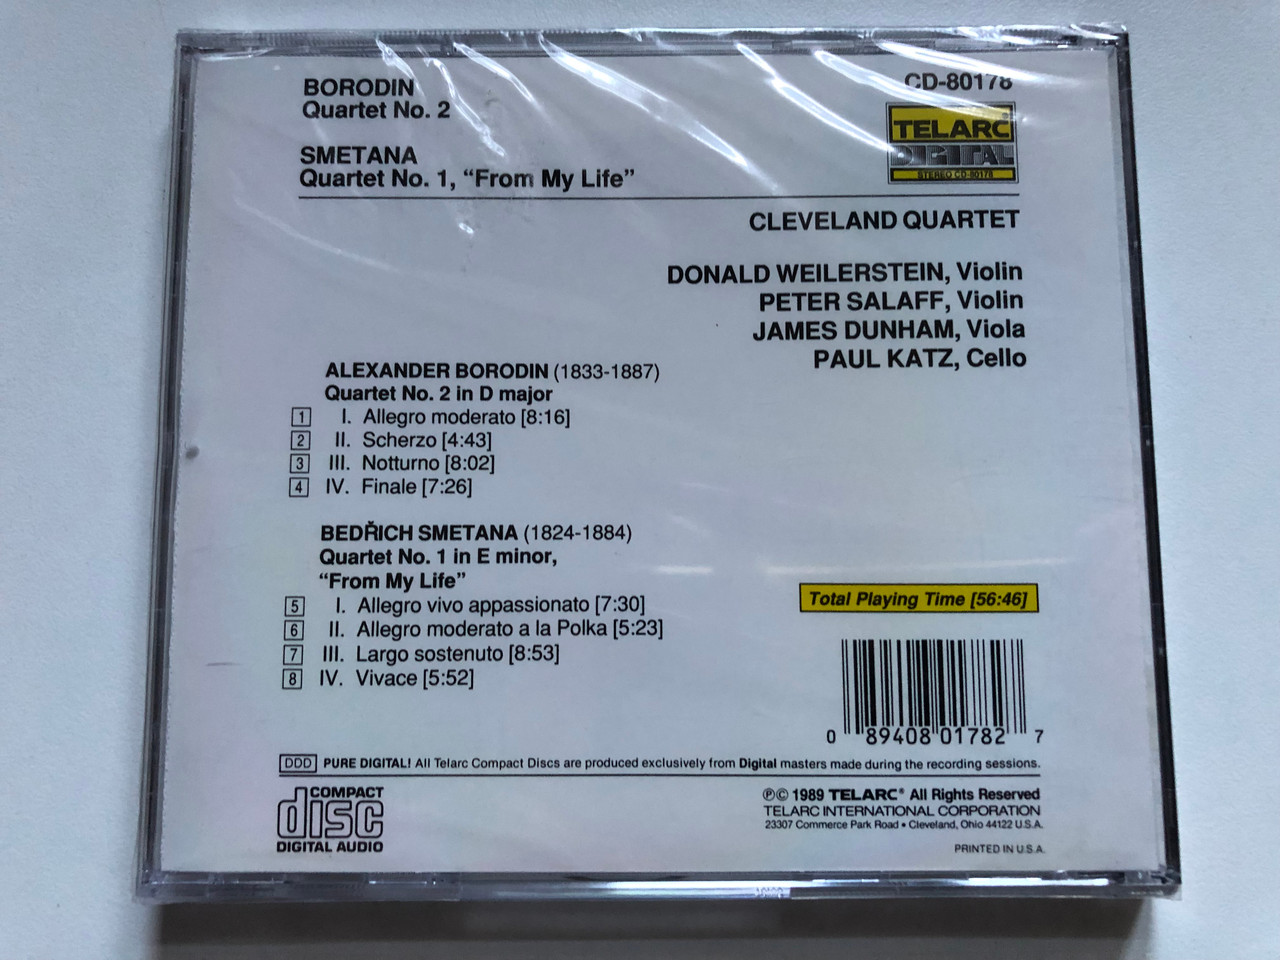 BORODIN
Quartet No. 2
SMETANA
Quartet No. 1, “From My Life”
CD-80178
TELARC®
DIGITAL
STEREO CD-80178
CLEVELAND QUARTET
DONALD WEILERSTEIN, Violin
PETER SALAFF, Violin
JAMES DUNHAM, Viola
PAUL KATZ, Cello
ALEXANDER BORODIN (1833-1887)
Quartet No. 2 in D major
1 I. Allegro moderato [8:16]
2 II. Scherzo [4:43]
3 III. Notturno [8:02]
4 IV. Finale [7:26]
BEDŘICH SMETANA (1824-1884)
Quartet No. 1 in E minor,
“From My Life”
5 I. Allegro vivo appassionato [7:30]
6 II. Allegro moderato a la Polka [5:23]
7 III. Largo sostenuto [8:53]
8 IV. Vivace [5:52]
Total Playing Time [56:46]
0 89408 01782 7
DDD PURE DIGITAL! All Telarc Compact Discs are produced exclusively from Digital masters made during the recording sessions.
COMPACT
disc
DIGITAL AUDIO
℗© 1989 TELARC® All Rights Reserved
TELARC INTERNATIONAL CORPORATION
23307 Commerce Park Road • Cleveland, Ohio 44122 U.S.A.
PRINTED IN U.S.A.